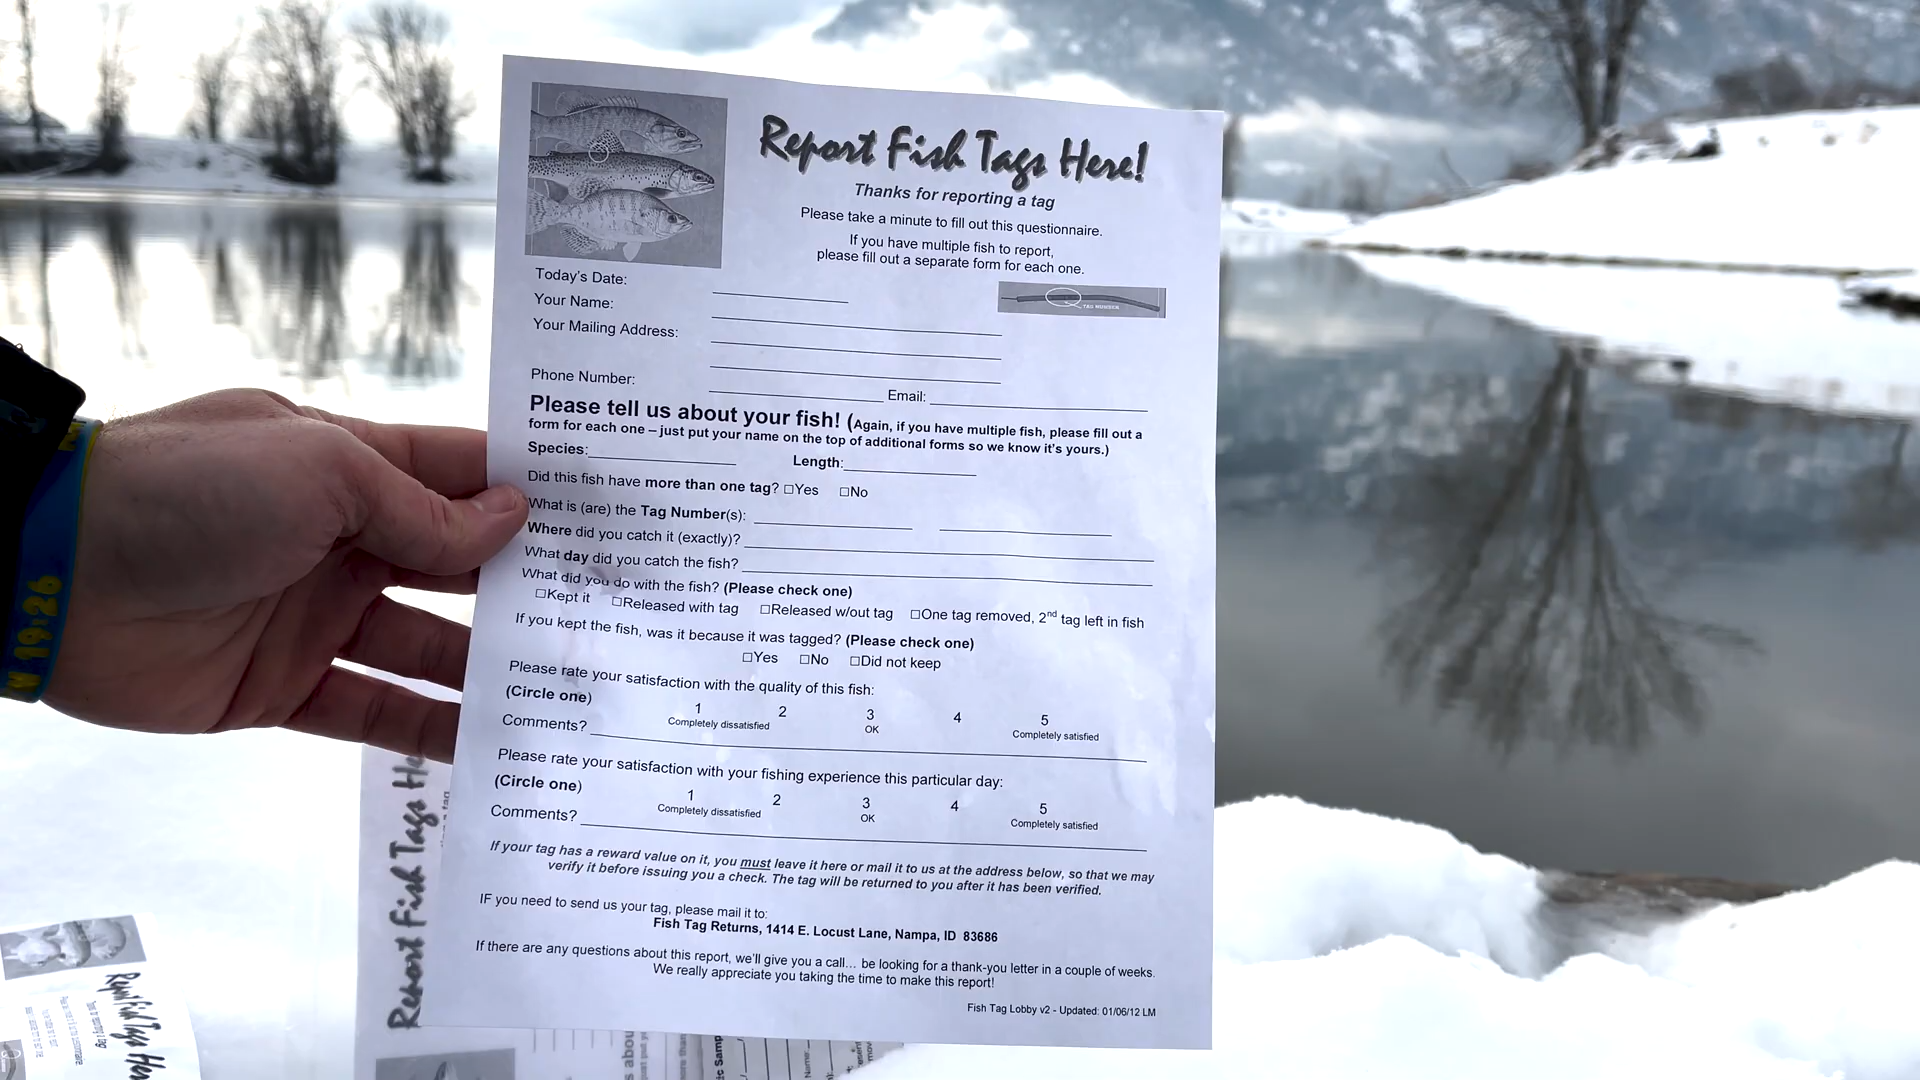 Report Fish Tags Here!
Thanks for reporting a tag
Please take a minute to fill out this questionnaire.
If you have multiple fish to report,
please fill out a separate form for each one.
TAG NUMBER
Today's Date:
Your Name:
Your Mailing Address:
Phone Number:
Email:
Please tell us about your fish! (Again, if you have multiple fish, please fill out a
form for each one – just put your name on the top of additional forms so we know it's yours.)
Species: Length:
Did this fish have more than one tag? □Yes □No
What is (are) the Tag Number(s):
Where did you catch it (exactly)?
What day did you catch the fish?
What did you do with the fish? (Please check one)
□Kept it □Released with tag □Released w/out tag □One tag removed, 2nd tag left in fish
If you kept the fish, was it because it was tagged? (Please check one)
□Yes □No □Did not keep
Please rate your satisfaction with the quality of this fish:
(Circle one) 1 2 3 4 5
Completely dissatisfied OK Completely satisfied
Comments?
Please rate your satisfaction with your fishing experience this particular day:
(Circle one) 1 2 3 4 5
Completely dissatisfied OK Completely satisfied
Comments?
If your tag has a reward value on it, you must leave it here or mail it to us at the address below, so that we may
verify it before issuing you a check. The tag will be returned to you after it has been verified.
IF you need to send us your tag, please mail it to:
Fish Tag Returns, 1414 E. Locust Lane, Nampa, ID 83686
If there are any questions about this report, we'll give you a call... be looking for a thank-you letter in a couple of weeks.
We really appreciate you taking the time to make this report!
Fish Tag Lobby v2 - Updated: 01/06/12 LM
19:26
Report Fish Tags He
Report Fish Tags Her